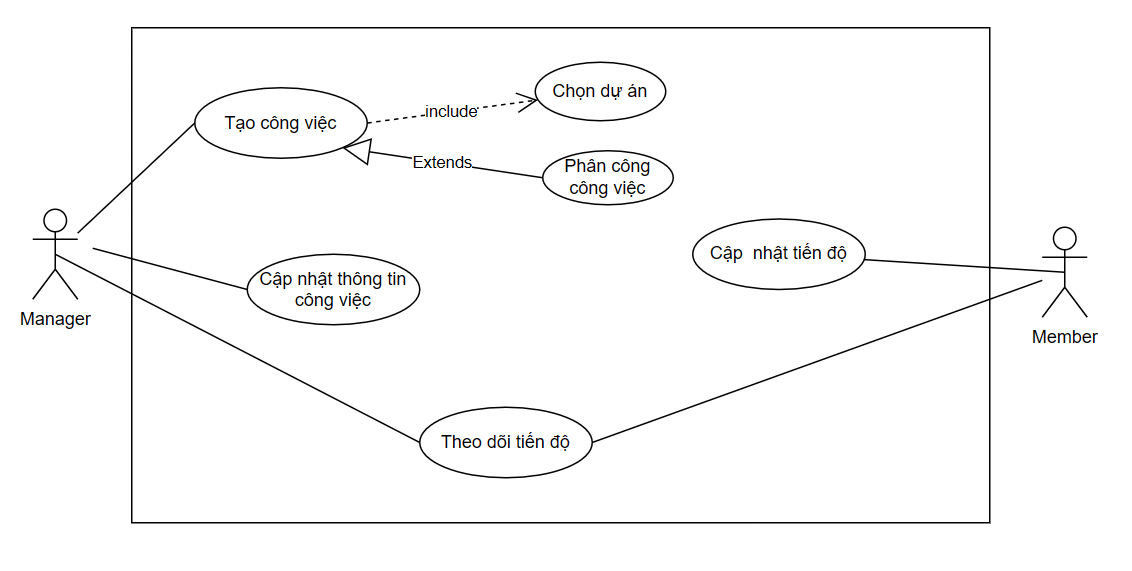 Tạo công việc
include
Chọn dự án
Extends
Phân công
công việc
Cập nhật tiến độ
Cập nhật thông tin
công việc
Manager
Member
Theo dõi tiến độ